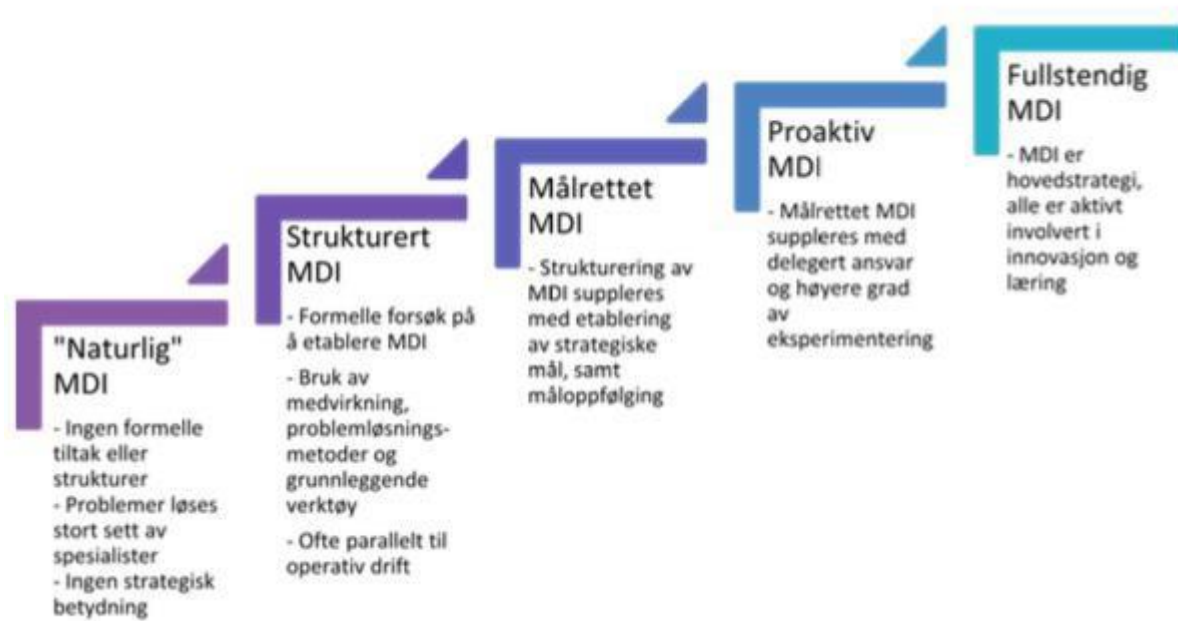 "Naturlig"
MDI
- Ingen formelle
tiltak eller
strukturer
- Problemer løses
stort sett av
spesialister
- Ingen strategisk
betydning
Strukturert
MDI
- Formelle forsøk på
å etablere MDI
- Bruk av
medvirkning,
problemløsnings-
metoder og
grunnleggende
verktøy
- Ofte parallelt til
operativ drift
Målrettet
MDI
- Strukturering av
MDI suppleres
med etablering
av strategiske
mål, samt
måloppfølging
Proaktiv
MDI
- Målrettet MDI
suppleres med
delegert ansvar
og høyere grad
av
eksperimentering
Fullstendig
MDI
- MDI er
hovedstrategi,
alle er aktivt
involvert i
innovasjon og
læring